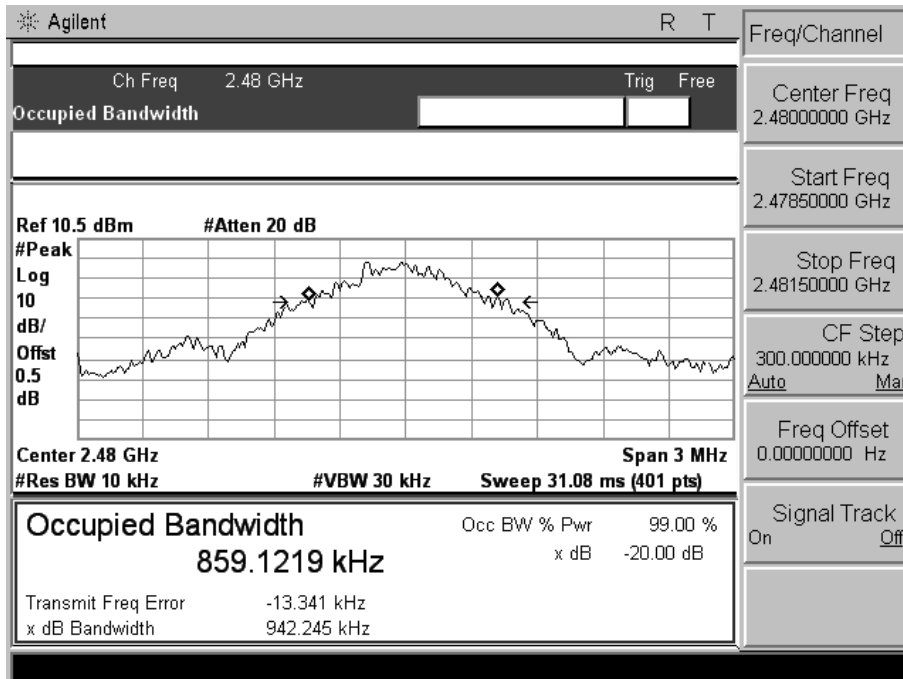 Agilent R T
Freq/Channel
Ch Freq 2.48 GHz Trig Free
Occupied Bandwidth
Center Freq
2.48000000 GHz
Start Freq
2.47850000 GHz
Stop Freq
2.48150000 GHz
CF Step
300.000000 kHz
Auto Ma
Freq Offset
0.00000000 Hz
Signal Track
On Off
Ref 10.5 dBm #Atten 20 dB
#Peak
Log
10
dB/
Offst
0.5
dB
Center 2.48 GHz Span 3 MHz
#Res BW 10 kHz #VBW 30 kHz Sweep 31.08 ms (401 pts)
Occupied Bandwidth
859.1219 kHz
Occ BW % Pwr 99.00 %
x dB -20.00 dB
Transmit Freq Error -13.341 kHz
x dB Bandwidth 942.245 kHz